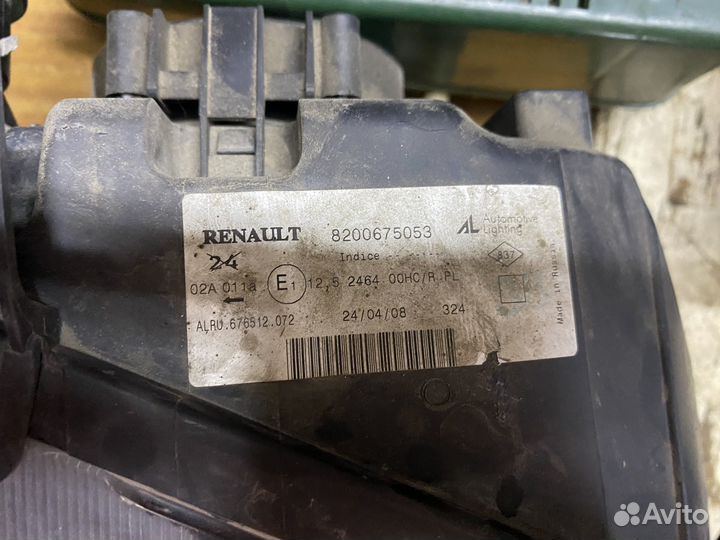 RENAULT 8200675053 AL Automotive Lighting
Indice
24 837
02A 011a E1 12,5 2464 00HC/R PL
ALRU.676512.072 24/04/08 324
Made in Russia
Avito